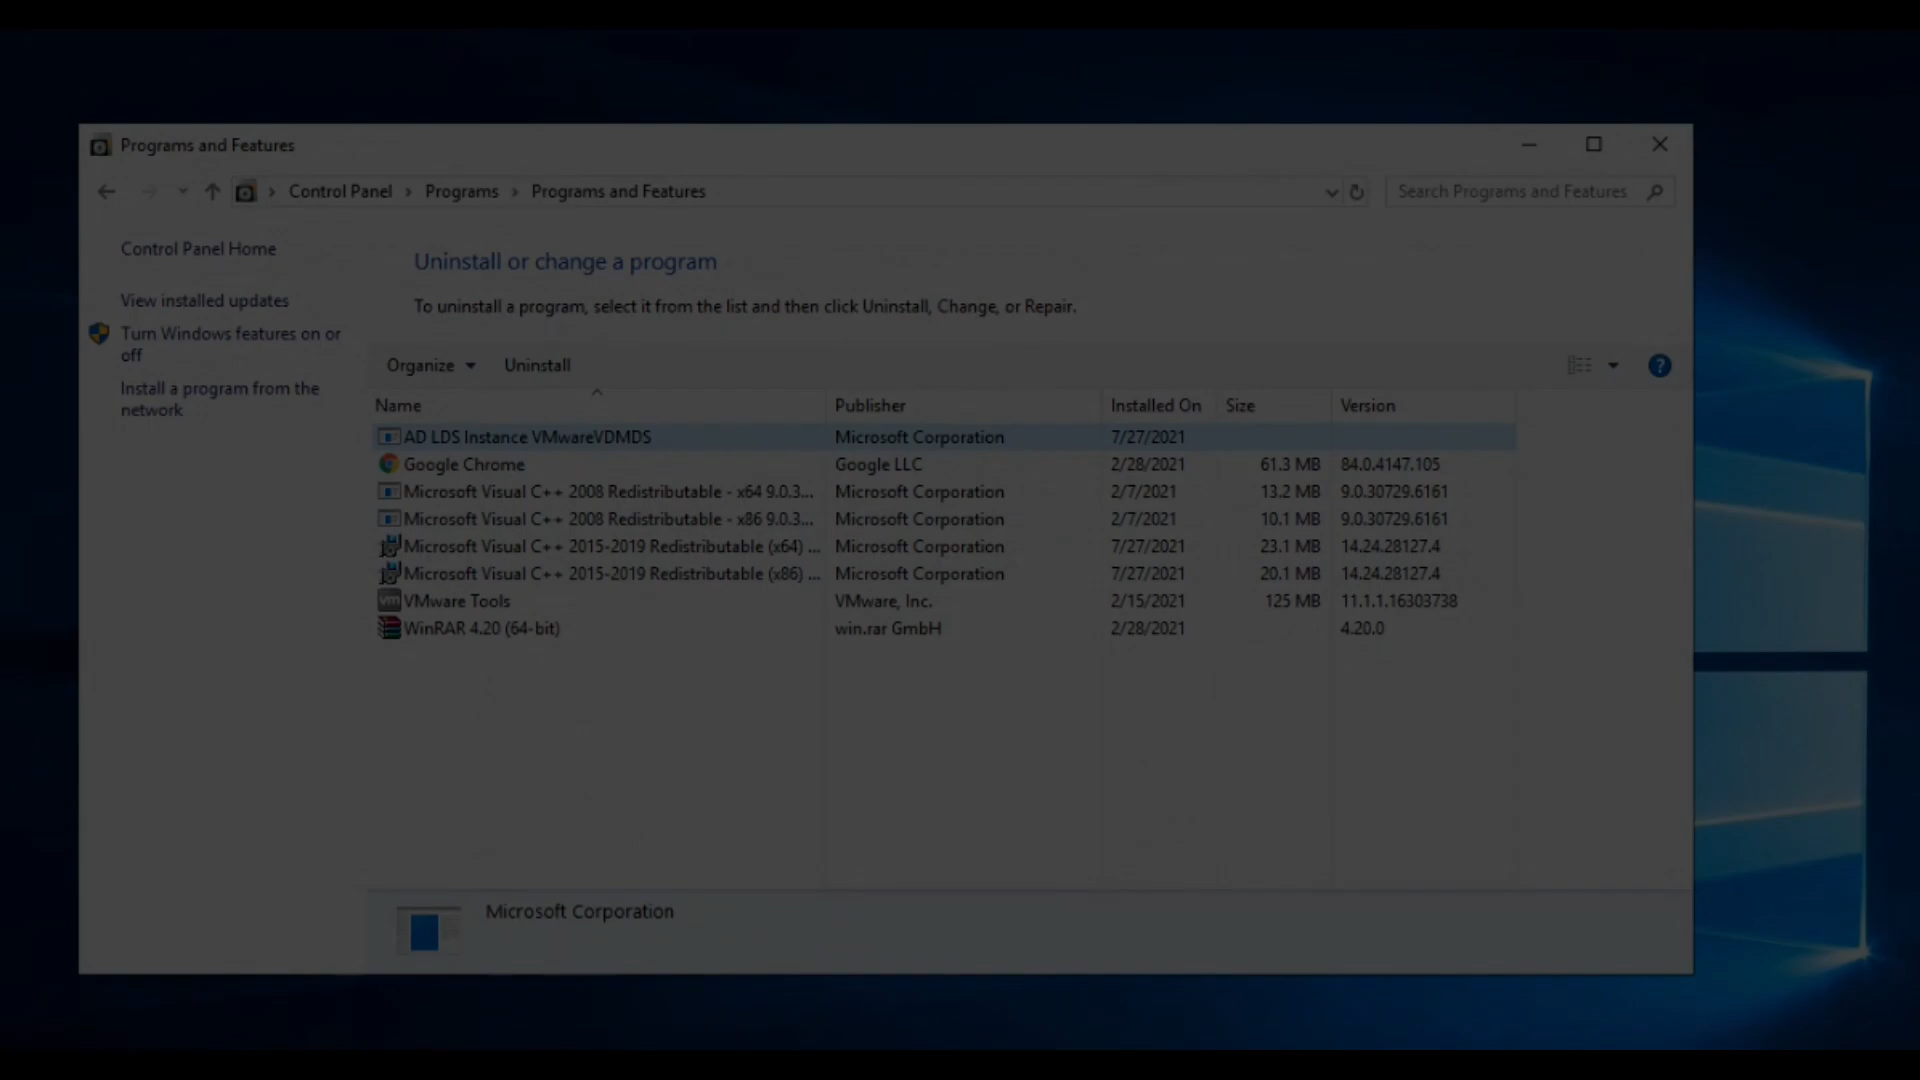 Programs and Features
Control Panel > Programs > Programs and Features
Search Programs and Features
Control Panel Home
View installed updates
Turn Windows features on or
off
Install a program from the
network
Uninstall or change a program
To uninstall a program, select it from the list and then click Uninstall, Change, or Repair.
Organize Uninstall
?
Name Publisher Installed On Size Version
AD LDS Instance VMwareVDMDS Microsoft Corporation 7/27/2021
Google Chrome Google LLC 2/28/2021 61.3 MB 84.0.4147.105
Microsoft Visual C++ 2008 Redistributable - x64 9.0.3... Microsoft Corporation 2/7/2021 13.2 MB 9.0.30729.6161
Microsoft Visual C++ 2008 Redistributable - x86 9.0.3... Microsoft Corporation 2/7/2021 10.1 MB 9.0.30729.6161
Microsoft Visual C++ 2015-2019 Redistributable (x64) ... Microsoft Corporation 7/27/2021 23.1 MB 14.24.28127.4
Microsoft Visual C++ 2015-2019 Redistributable (x86) ... Microsoft Corporation 7/27/2021 20.1 MB 14.24.28127.4
vm VMware Tools VMware, Inc. 2/15/2021 125 MB 11.1.1.16303738
WinRAR 4.20 (64-bit) win.rar GmbH 2/28/2021 4.20.0
Microsoft Corporation